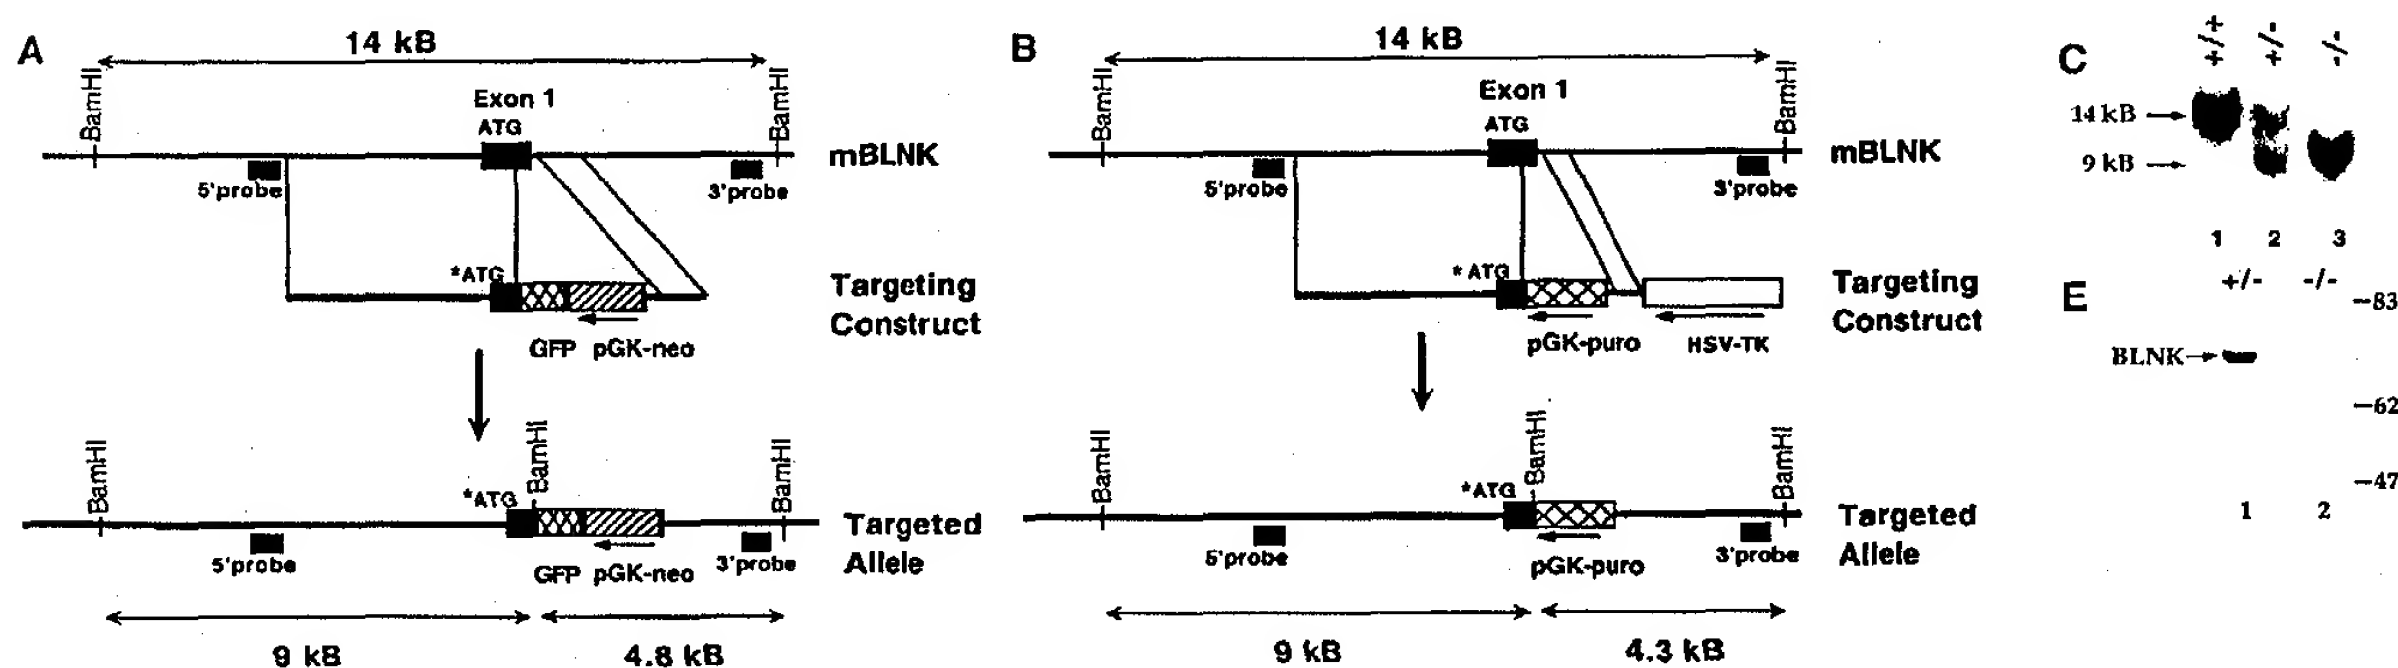 A
14 kB
BamHI
Exon 1
ATG
BamHI
mBLNK
5'probe
3'probe
*ATG
Targeting
Construct
GFP pGK-neo
BamHI
*ATG
BamHI
BamHI
Targeted
Allele
5'probe
GFP pGK-neo
3'probe
9 kB
4.8 kB
B
14 kB
BamHI
Exon 1
ATG
BamHI
mBLNK
5'probe
3'probe
*ATG
Targeting
Construct
pGK-puro
HSV-TK
BamHI
*ATG
BamHI
BamHI
Targeted
Allele
5'probe
pGK-puro
3'probe
9 kB
4.3 kB
C
+/+ +/- -/-
14 kB
9 kB
1 2 3
E
+/- -/-
-83
BLNK
-62
-47
1 2